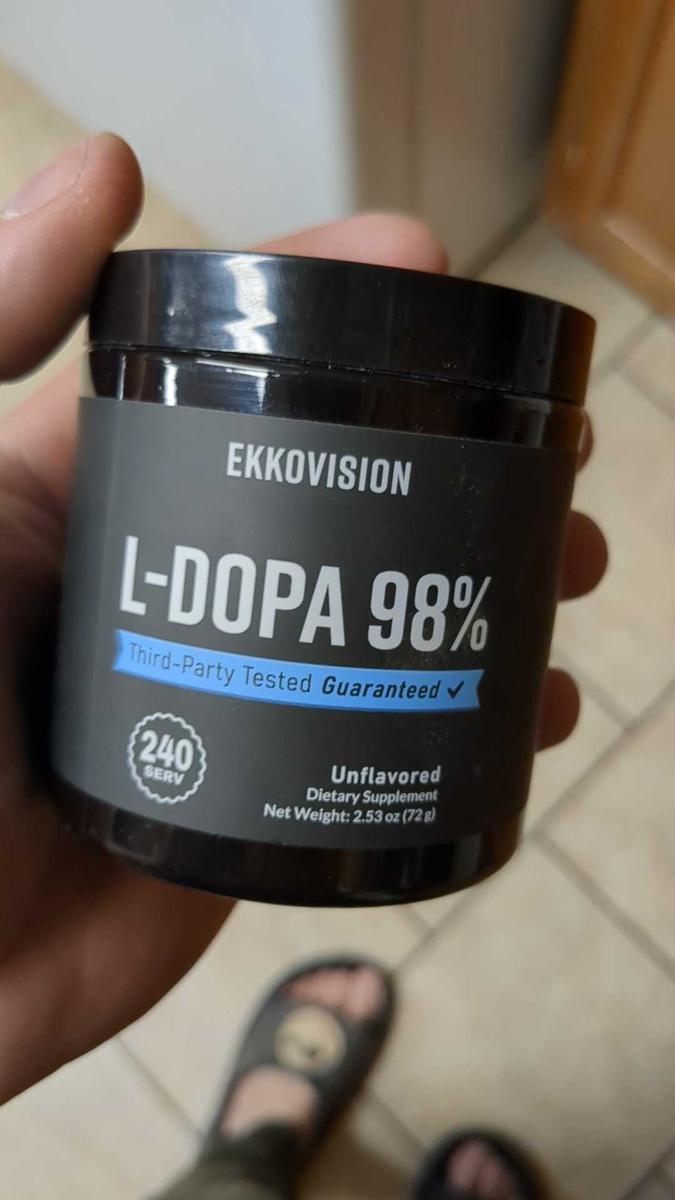 EKKOVISION
L-DOPA 98%
Third-Party Tested Guaranteed ✓
240
SERV
Unflavored
Dietary Supplement
Net Weight: 2.53 oz (72 g)